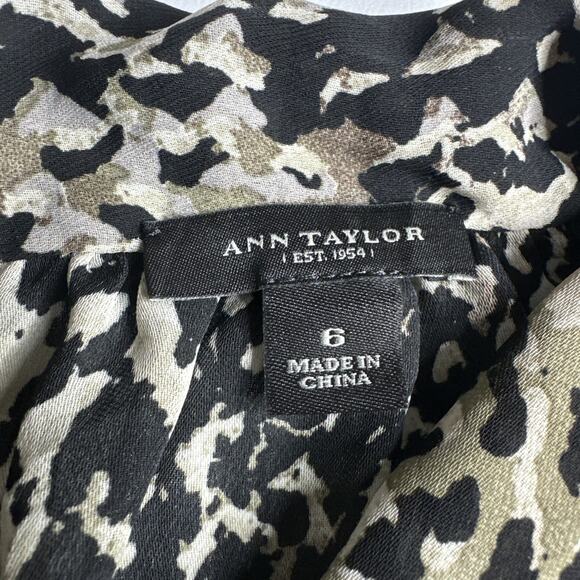 ANN TAYLOR
| EST. 1954 |
6
MADE IN
CHINA